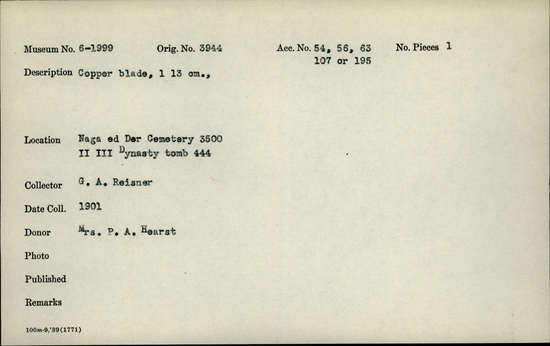 Museum No. 6-1999 Orig. No. 3944 Acc. No. 54, 56, 63 No. Pieces 1
107 or 195
Description Copper blade, l 13 cm.,
Location Naga ed Der Cemetery 3500
II III Dynasty tomb 444
Collector G. A. Reisner
Date Coll. 1901
Donor Mrs. P. A. Hearst
Photo
Published
Remarks
100m-9,'39(1771)